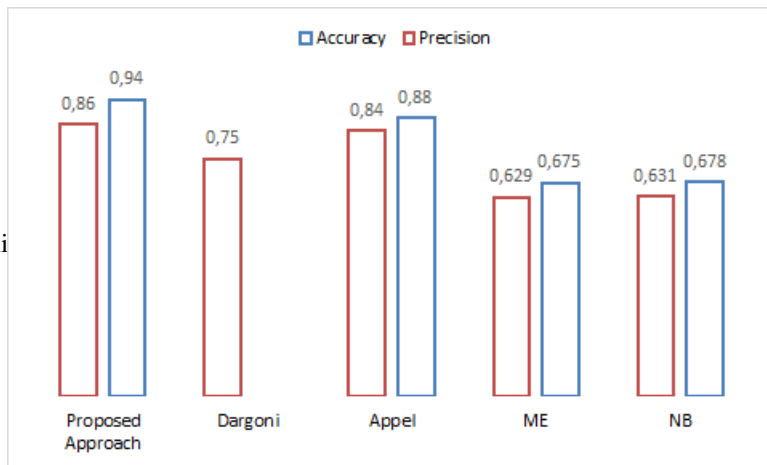 Accuracy Precision
0,86
0,94
0,75
0,84
0,88
0,629
0,675
0,631
0,678
i
Proposed
Approach
Dargoni
Appel
ME
NB